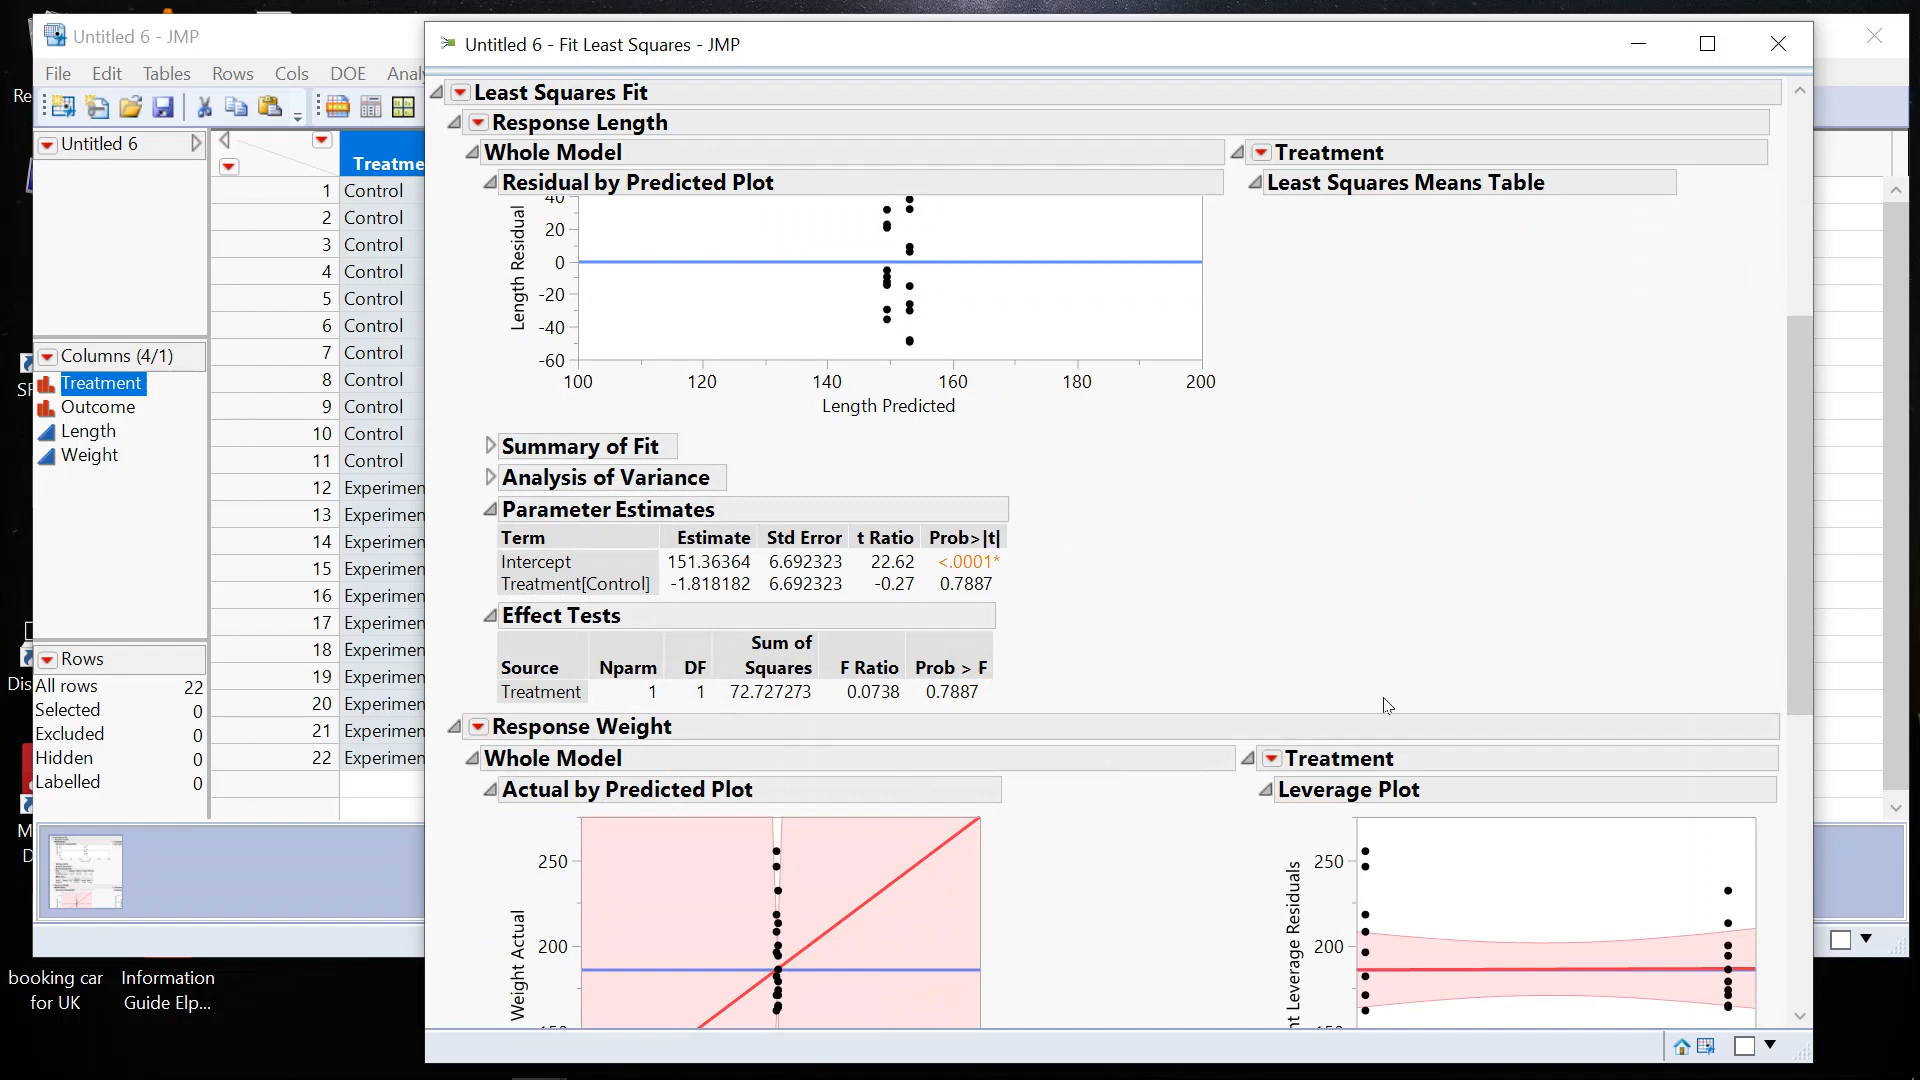 Untitled 6 - JMP
File Edit Tables Rows Cols DOE Analy
Untitled 6
Columns (4/1)
Treatment
Outcome
Length
Weight
Rows
All rows 22
Selected 0
Excluded 0
Hidden 0
Labelled 0
Treatme
1 Control
2 Control
3 Control
4 Control
5 Control
6 Control
7 Control
8 Control
9 Control
10 Control
11 Control
12 Experimen
13 Experimen
14 Experimen
15 Experimen
16 Experimen
17 Experimen
18 Experimen
19 Experimen
20 Experimen
21 Experimen
22 Experimen
Untitled 6 - Fit Least Squares - JMP
Least Squares Fit
Response Length
Whole Model
Residual by Predicted Plot
Length Residual
40
20
0
-20
-40
-60
100 120 140 160 180 200
Length Predicted
Treatment
Least Squares Means Table
Summary of Fit
Analysis of Variance
Parameter Estimates
Term Estimate Std Error t Ratio Prob>|t|
Intercept 151.36364 6.692323 22.62 <.0001*
Treatment[Control] -1.818182 6.692323 -0.27 0.7887
Effect Tests
Source Nparm DF Sum of Squares F Ratio Prob > F
Treatment 1 1 72.727273 0.0738 0.7887
Response Weight
Whole Model
Actual by Predicted Plot
Weight Actual
250
200
Treatment
Leverage Plot
nt Leverage Residuals
250
200
Re
SF
Dis
M
D
booking car
for UK
Information
Guide Elp...